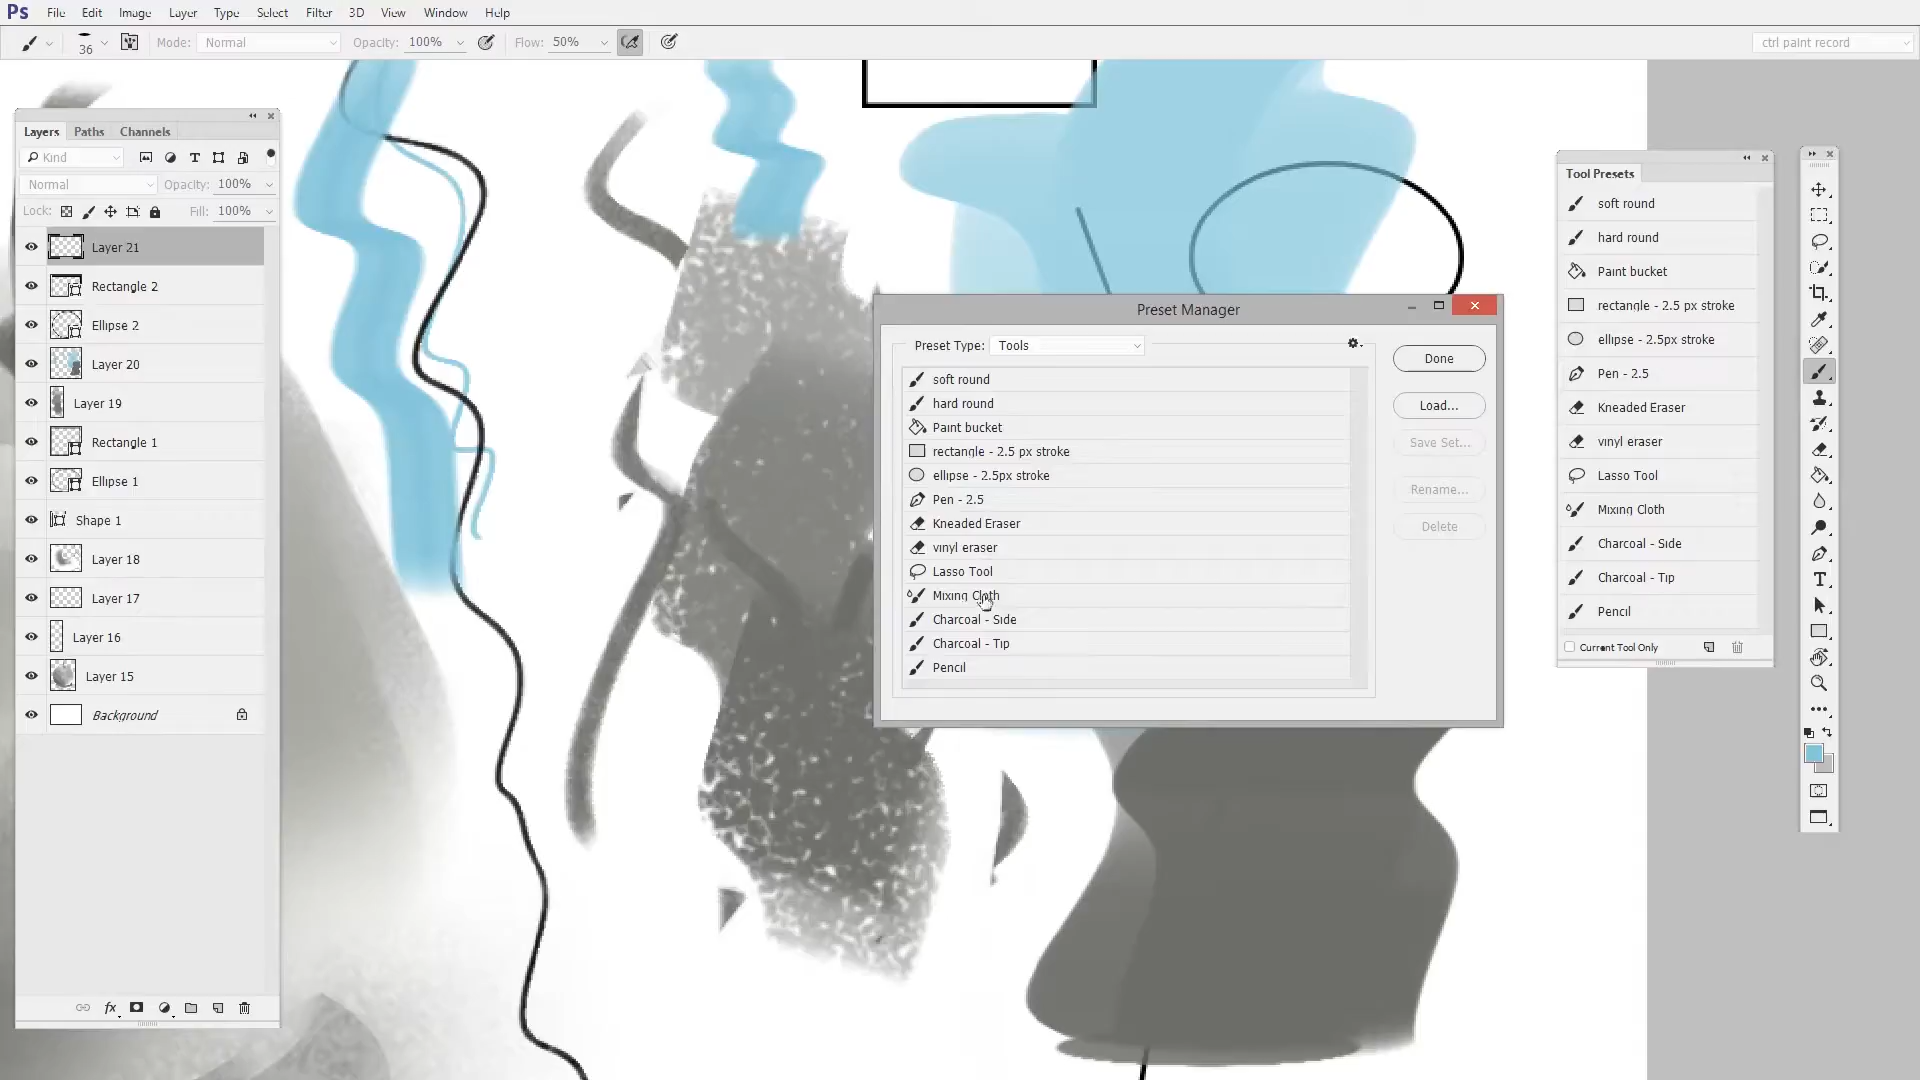 Ps File Edit Image Layer Type Select Filter 3D View Window Help
36 Mode: Normal Opacity: 100% Flow: 50% ctrl paint record
Layers Paths Channels
Kind
Normal Opacity: 100%
Lock: Fill: 100%
Layer 21
Rectangle 2
Ellipse 2
Layer 20
Layer 19
Rectangle 1
Ellipse 1
Shape 1
Layer 18
Layer 17
Layer 16
Layer 15
Background
fx
Preset Manager
Preset Type: Tools
soft round
hard round
Paint bucket
rectangle - 2.5 px stroke
ellipse - 2.5px stroke
Pen - 2.5
Kneaded Eraser
vinyl eraser
Lasso Tool
Mixing Cloth
Charcoal - Side
Charcoal - Tip
Pencil
Done
Load...
Save Set...
Rename...
Delete
Tool Presets
soft round
hard round
Paint bucket
rectangle - 2.5 px stroke
ellipse - 2.5px stroke
Pen - 2.5
Kneaded Eraser
vinyl eraser
Lasso Tool
Mixing Cloth
Charcoal - Side
Charcoal - Tip
Pencil
Current Tool Only